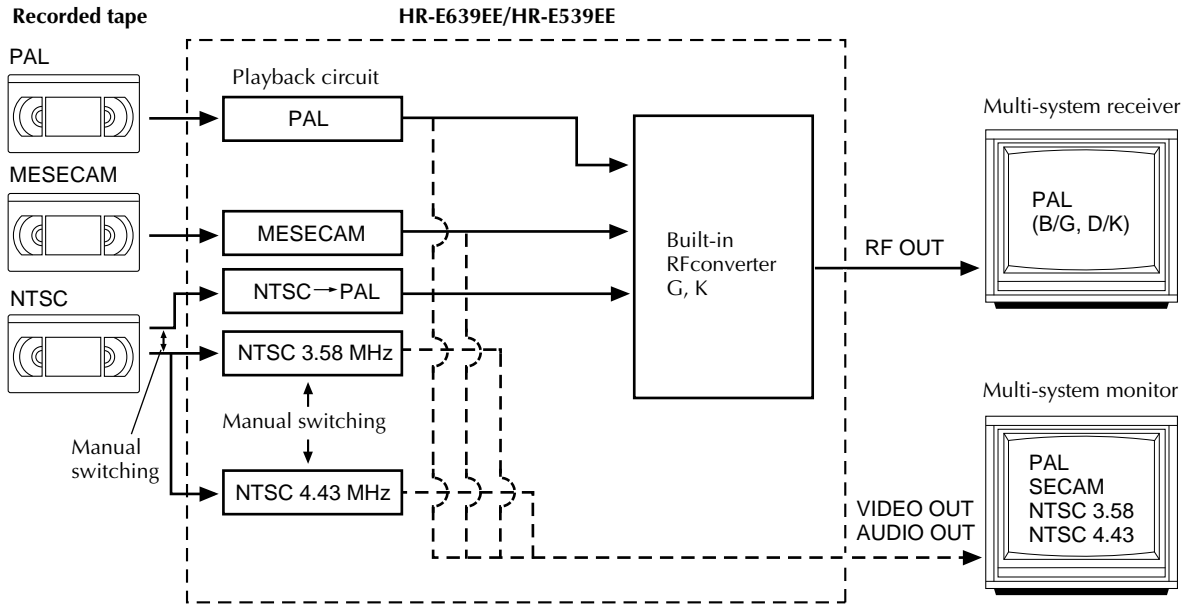 Recorded tape
HR-E639EE/HR-E539EE
PAL
Playback circuit
PAL
Multi-system receiver
MESECAM
MESECAM
PAL
(B/G, D/K)
Built-in
RFconverter
G, K
RF OUT
NTSC
NTSC→PAL
NTSC 3.58 MHz
Manual switching
Manual
switching
NTSC 4.43 MHz
Multi-system monitor
PAL
SECAM
NTSC 3.58
NTSC 4.43
VIDEO OUT
AUDIO OUT